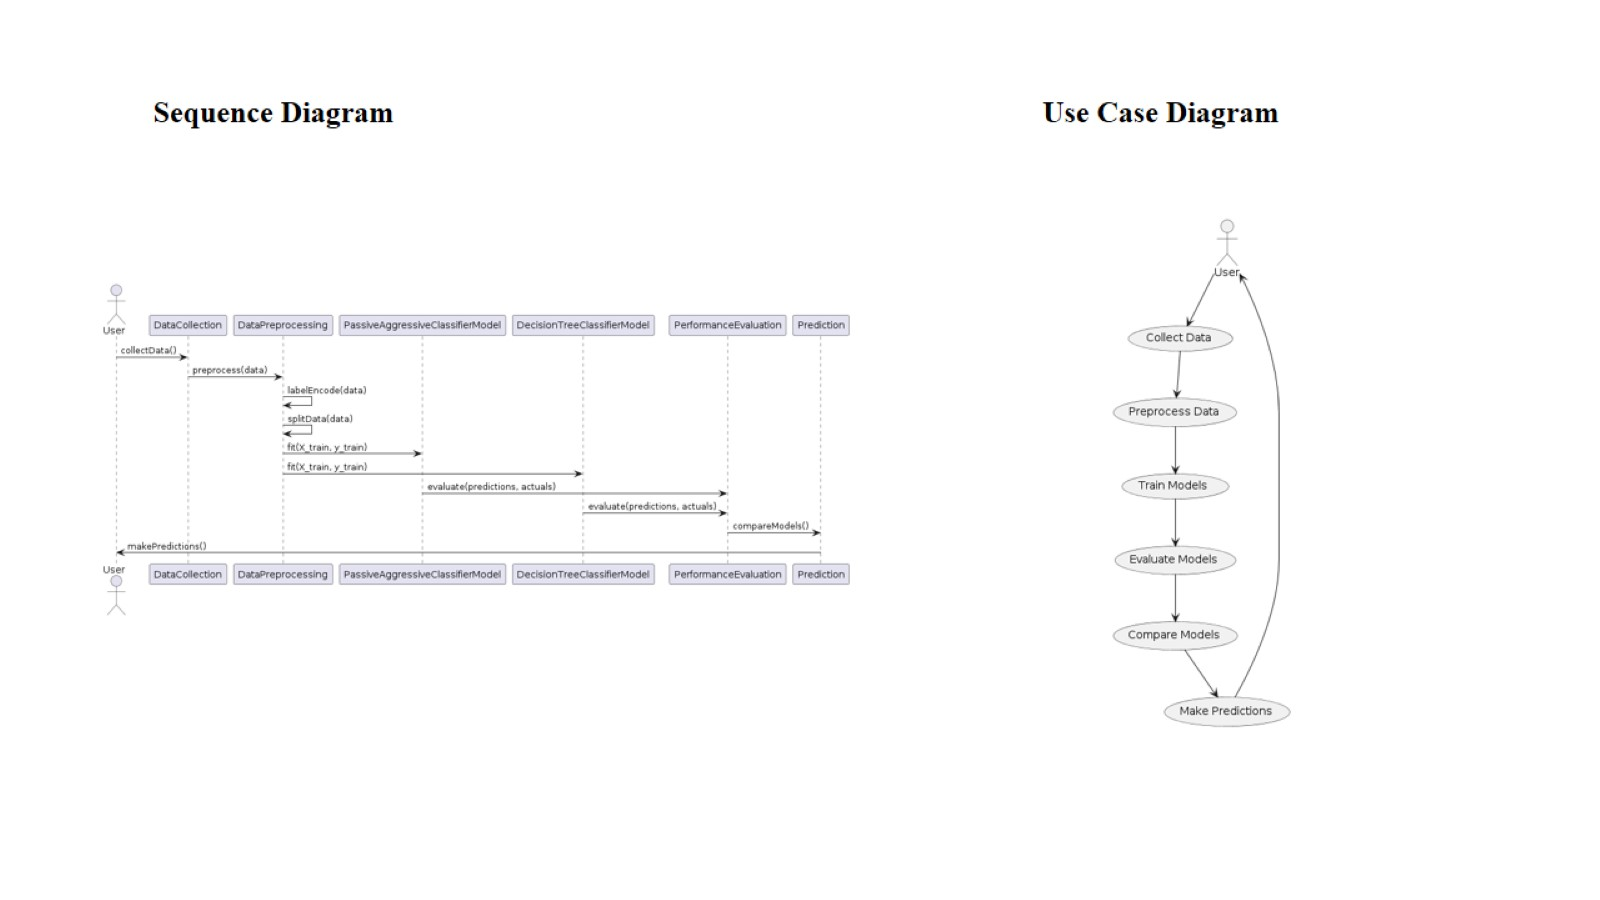 Sequence Diagram
User
DataCollection
DataPreprocessing
PassiveAggressiveClassifierModel
DecisionTreeClassifierModel
PerformanceEvaluation
Prediction
collectData()
preprocess(data)
labelEncode(data)
splitData(data)
fit(X_train, y_train)
fit(X_train, y_train)
evaluate(predictions, actuals)
evaluate(predictions, actuals)
compareModels()
makePredictions()
User
DataCollection
DataPreprocessing
PassiveAggressiveClassifierModel
DecisionTreeClassifierModel
PerformanceEvaluation
Prediction
Use Case Diagram
User
Collect Data
Preprocess Data
Train Models
Evaluate Models
Compare Models
Make Predictions